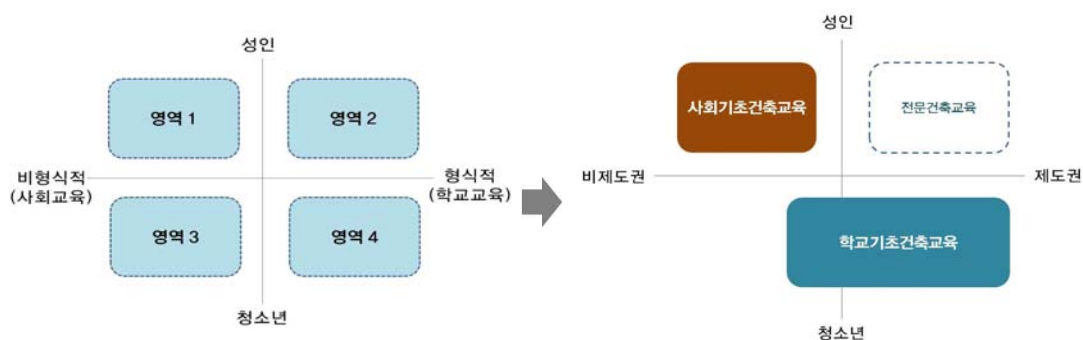 성인
영역 1
영역 2
비형식적
(사회교육)
형식적
(학교교육)
영역 3
영역 4
청소년
성인
사회기초건축교육
전문건축교육
비제도권
제도권
학교기초건축교육
청소년